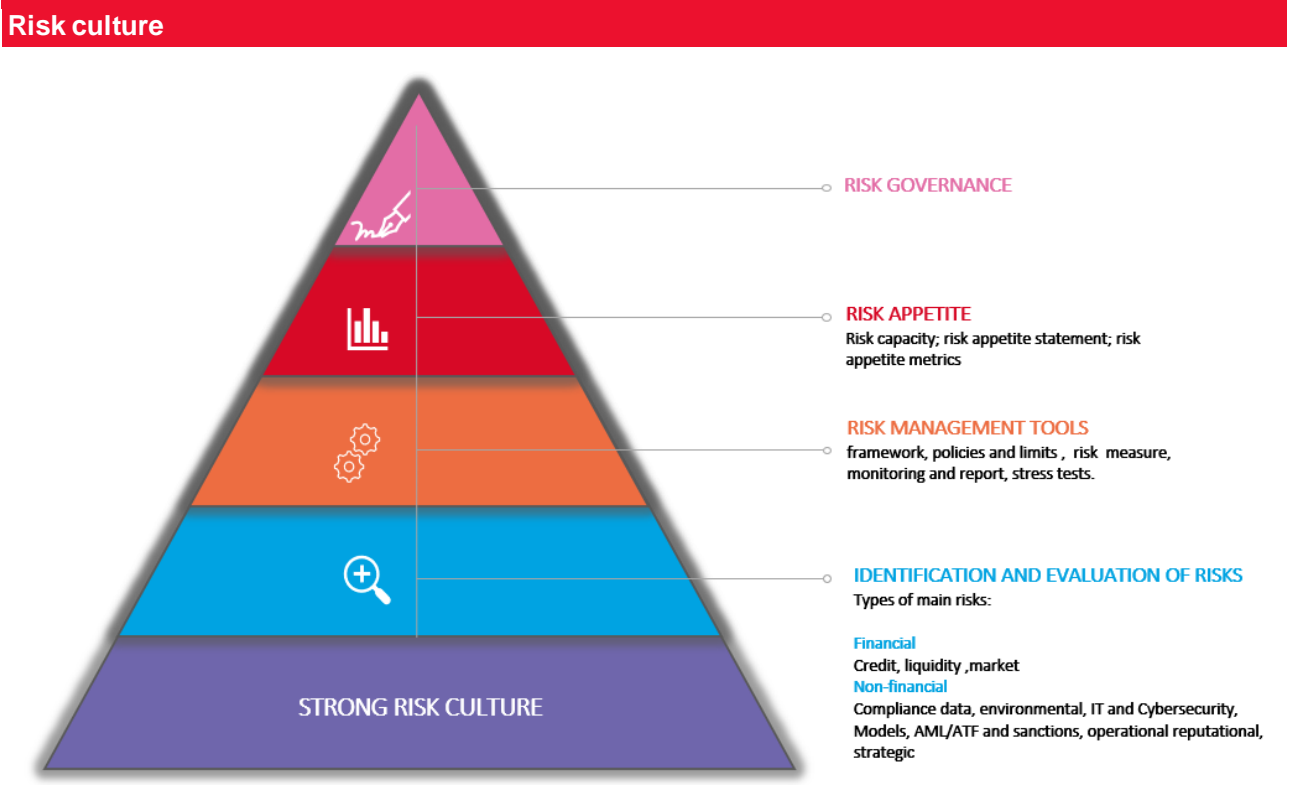 Risk culture
RISK GOVERNANCE
RISK APPETITE
Risk capacity; risk appetite statement; risk
appetite metrics
RISK MANAGEMENT TOOLS
framework, policies and limits , risk measure,
monitoring and report, stress tests.
IDENTIFICATION AND EVALUATION OF RISKS
Types of main risks:
Financial
Credit, liquidity ,market
Non-financial
Compliance data, environmental, IT and Cybersecurity,
Models, AML/ATF and sanctions, operational reputational,
strategic
STRONG RISK CULTURE